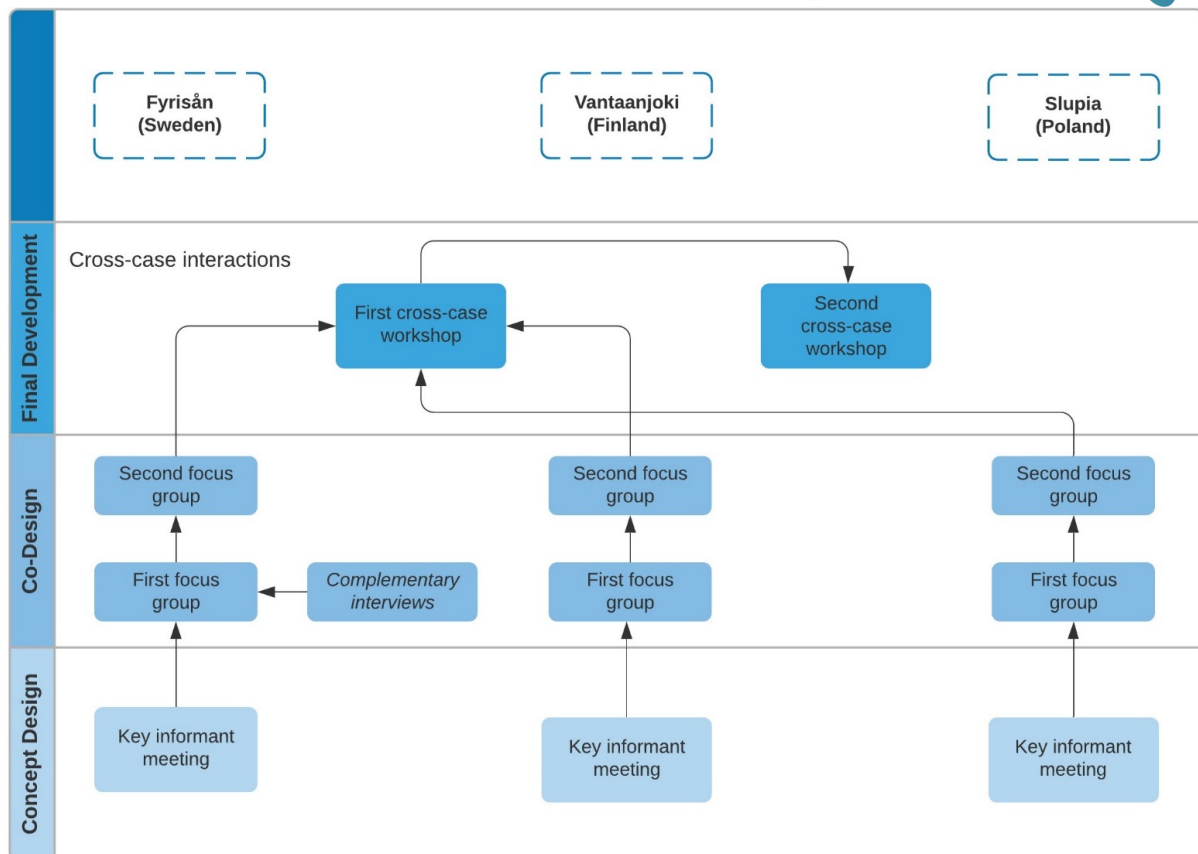 Fyrisån
(Sweden)
Vantaanjoki
(Finland)
Slupia
(Poland)
Final Development
Cross-case interactions
First cross-case
workshop
Second
cross-case
workshop
Co-Design
Second focus
group
Second focus
group
Second focus
group
First focus
group
Complementary
interviews
First focus
group
First focus
group
Concept Design
Key informant
meeting
Key informant
meeting
Key informant
meeting